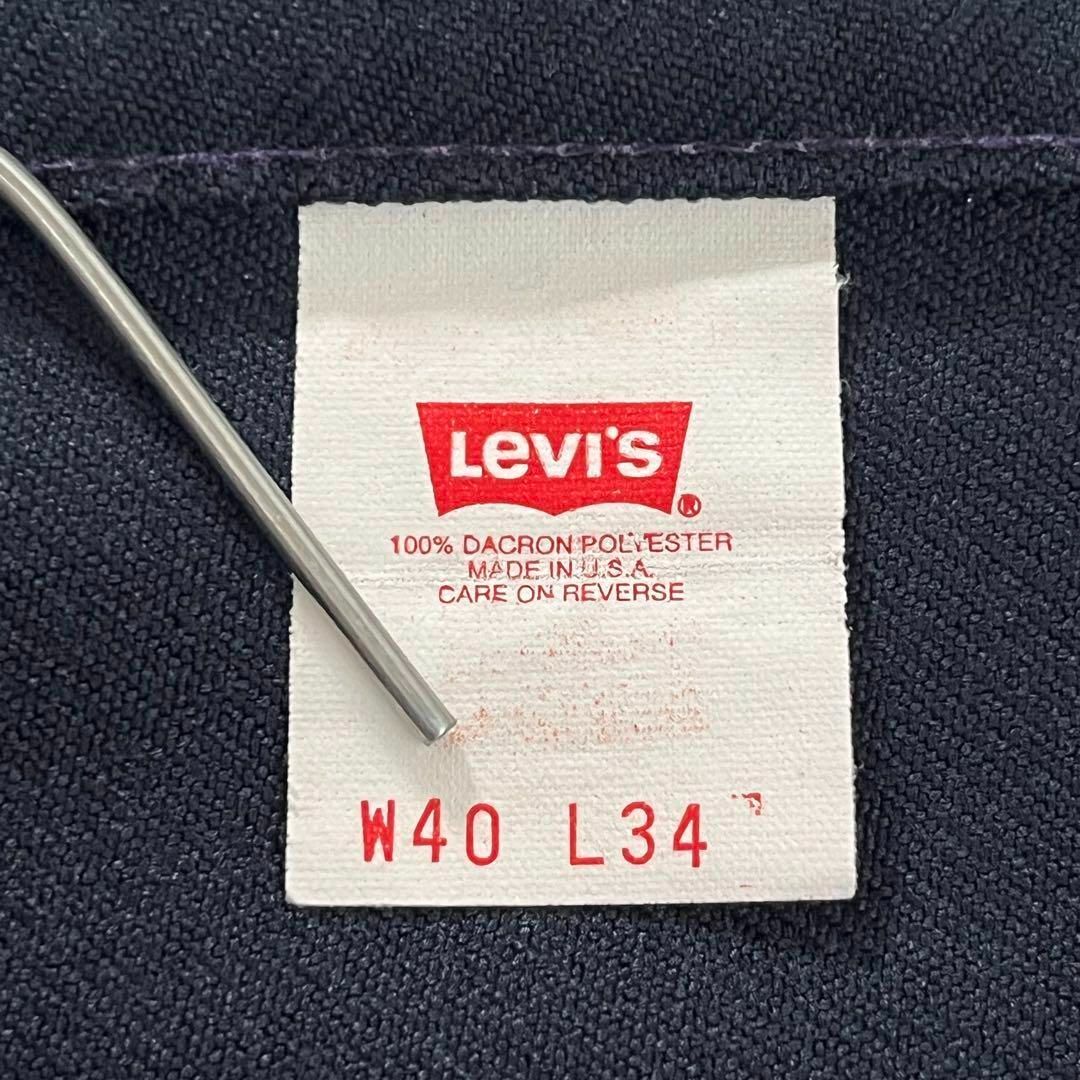 Levi's ®
100% DACRON POLYESTER
MADE IN U.S.A.
CARE ON REVERSE
W40 L34